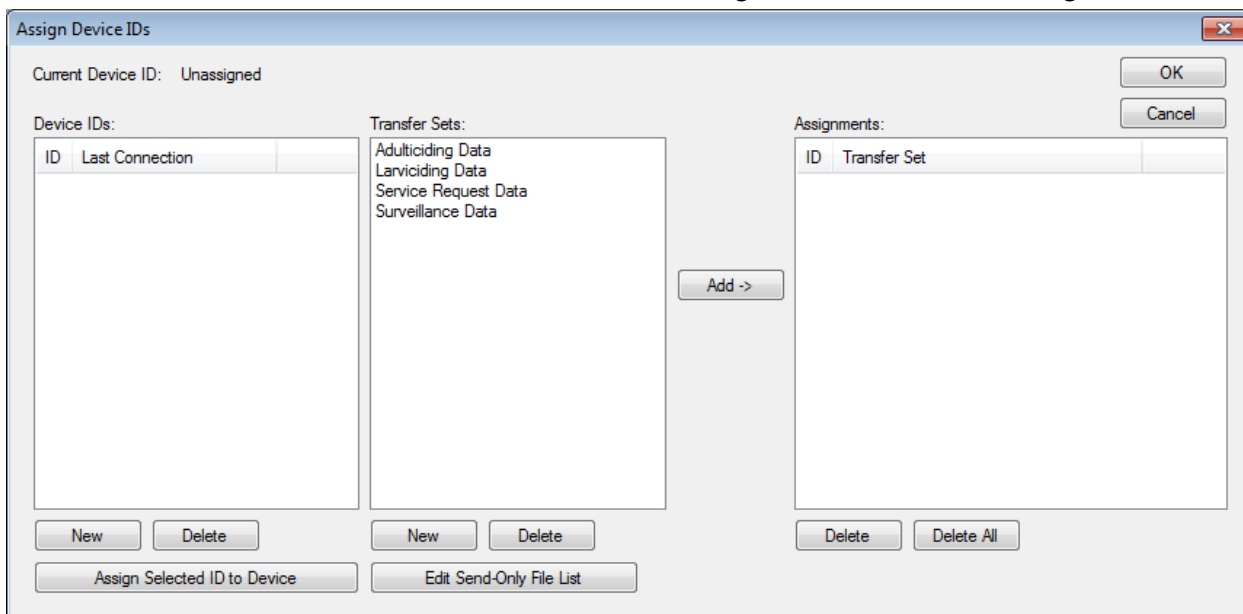 Assign Device IDs
Current Device ID: Unassigned
OK
Cancel
Device IDs:
Transfer Sets:
Assignments:
ID Last Connection
Adulticiding Data
Larviciding Data
Service Request Data
Surveillance Data
ID Transfer Set
Add ->
New Delete
New Delete
Delete Delete All
Assign Selected ID to Device
Edit Send-Only File List